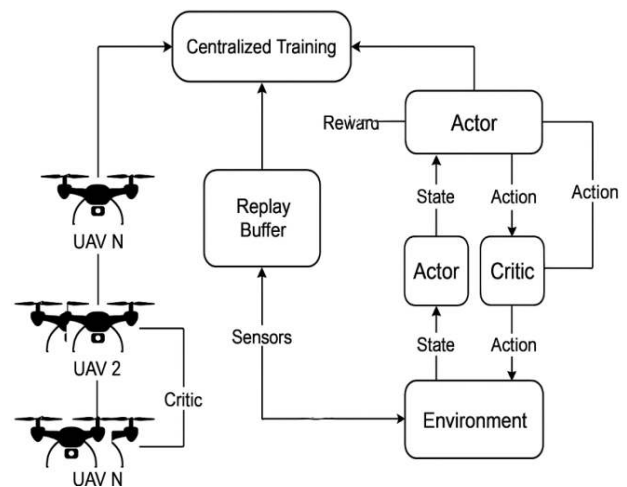 Centralized Training
Reward
Actor
UAV N
Replay
Buffer
State
Action
Action
Actor
Critic
UAV 2
Critic
Sensors
State
Action
Environment
UAV N